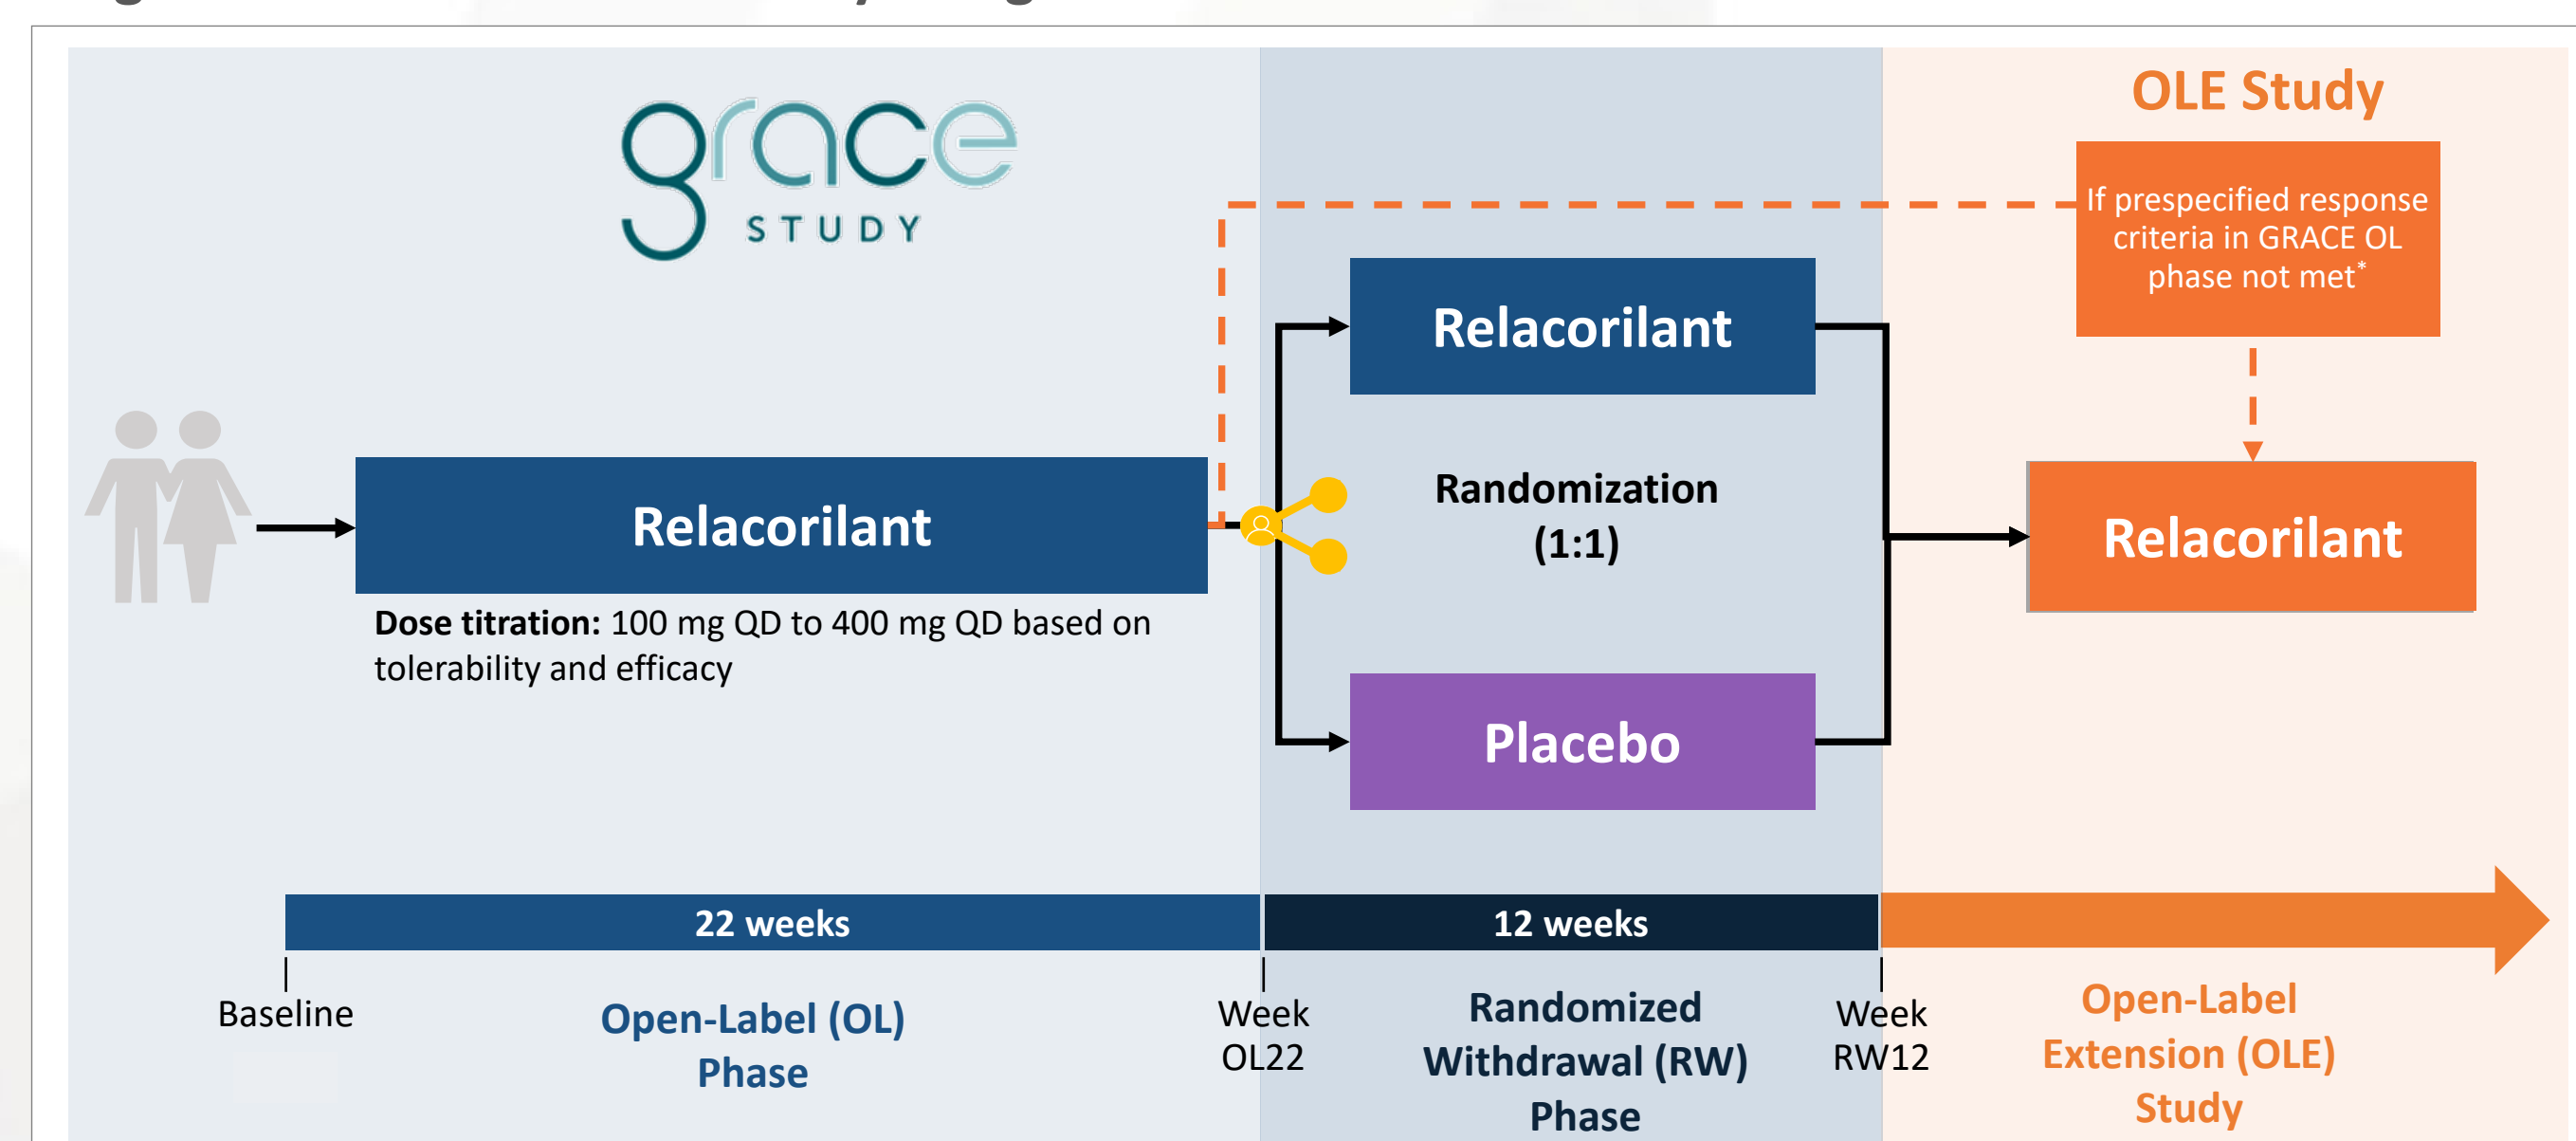 grace
STUDY
OLE Study
If prespecified response
criteria in GRACE OL
phase not met*
Relacorilant
Relacorilant
Randomization
(1:1)
Relacorilant
Dose titration: 100 mg QD to 400 mg QD based on
tolerability and efficacy
Placebo
22 weeks
12 weeks
Baseline
Open-Label (OL)
Phase
Week
OL22
Randomized
Withdrawal (RW)
Phase
Week
RW12
Open-Label
Extension (OLE)
Study